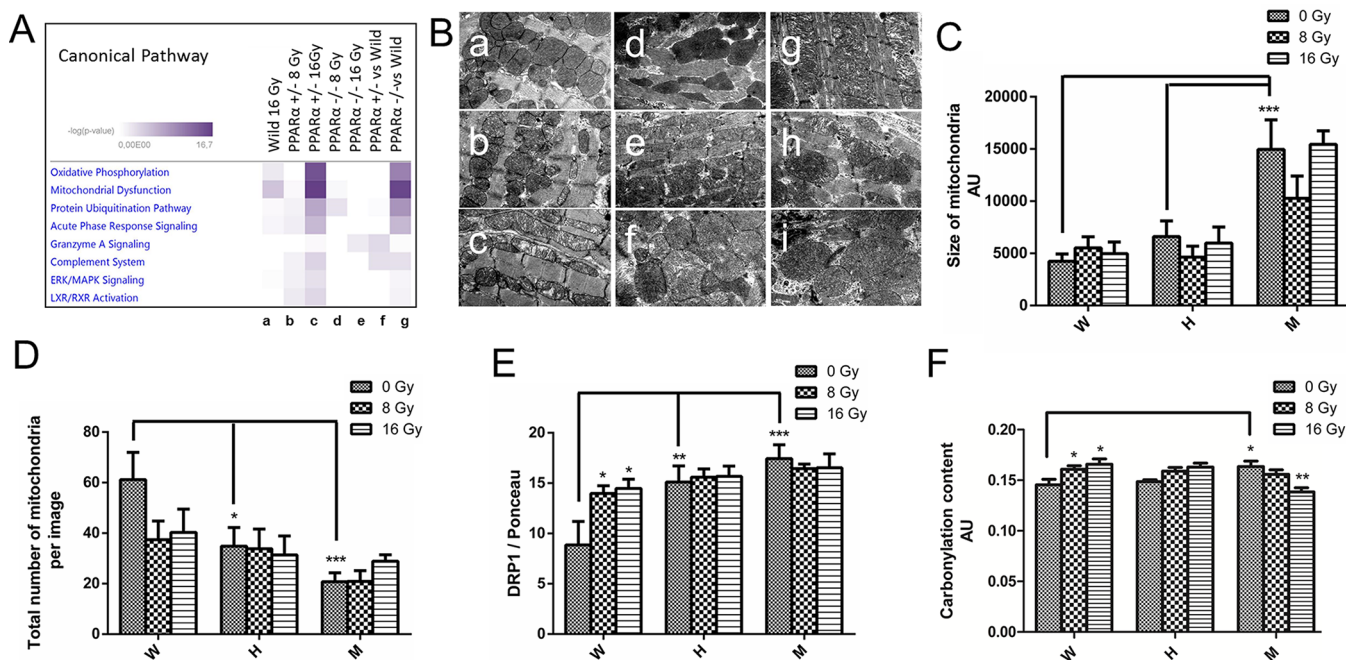 A
Canonical Pathway
-log(p-value)
0,00E00 16,7
Wild 16 Gy
PPARα +/- 8 Gy
PPARα +/- 16Gy
PPARα -/- 8 Gy
PPARα -/- 16 Gy
PPARα +/- vs Wild
PPARα -/-vs Wild
Oxidative Phosphorylation
Mitochondrial Dysfunction
Protein Ubiquitination Pathway
Acute Phase Response Signaling
Granzyme A Signaling
Complement System
ERK/MAPK Signaling
LXR/RXR Activation
a b c d e f g
B
a d g
b e h
c f i
C
0 Gy
8 Gy
16 Gy
Size of mitochondria
AU
20000
15000
10000
5000
0
***
W H M
D
0 Gy
8 Gy
16 Gy
Total number of mitochondria
per image
80
60
40
20
0
* ***
W H M
E
0 Gy
8 Gy
16 Gy
DRP1 / Ponceau
20
15
10
5
0
* * ** ***
W H M
F
0 Gy
8 Gy
16 Gy
Carbonylation content
AU
0.20
0.15
0.10
0.05
0.00
* * * **
W H M